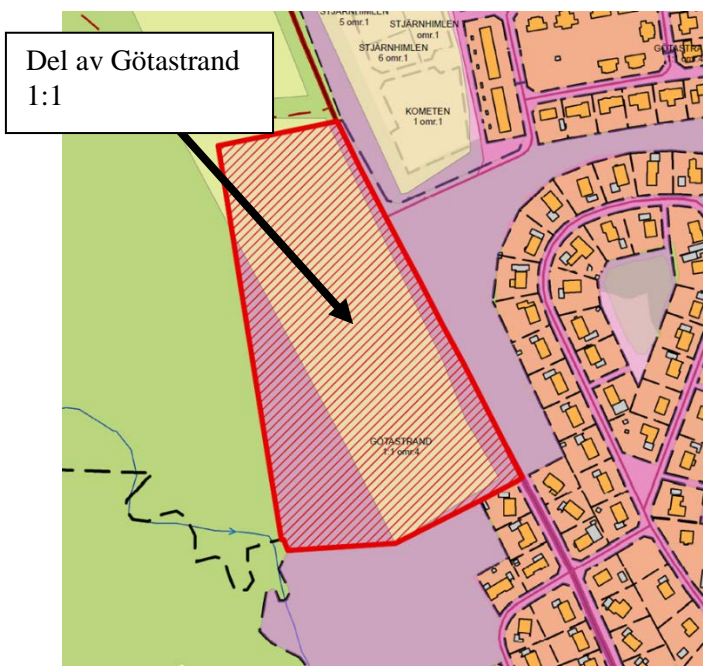 STJÄRNHIMLEN
5 omr.1
STJÄRNHIMLEN
omr.1
STJÄRNHIMLEN
6 omr.1
GÖTASTRAND
Del av Götastrand
1:1
KOMETEN
1 omr.1
GÖTASTRAND
1:1 omr.4